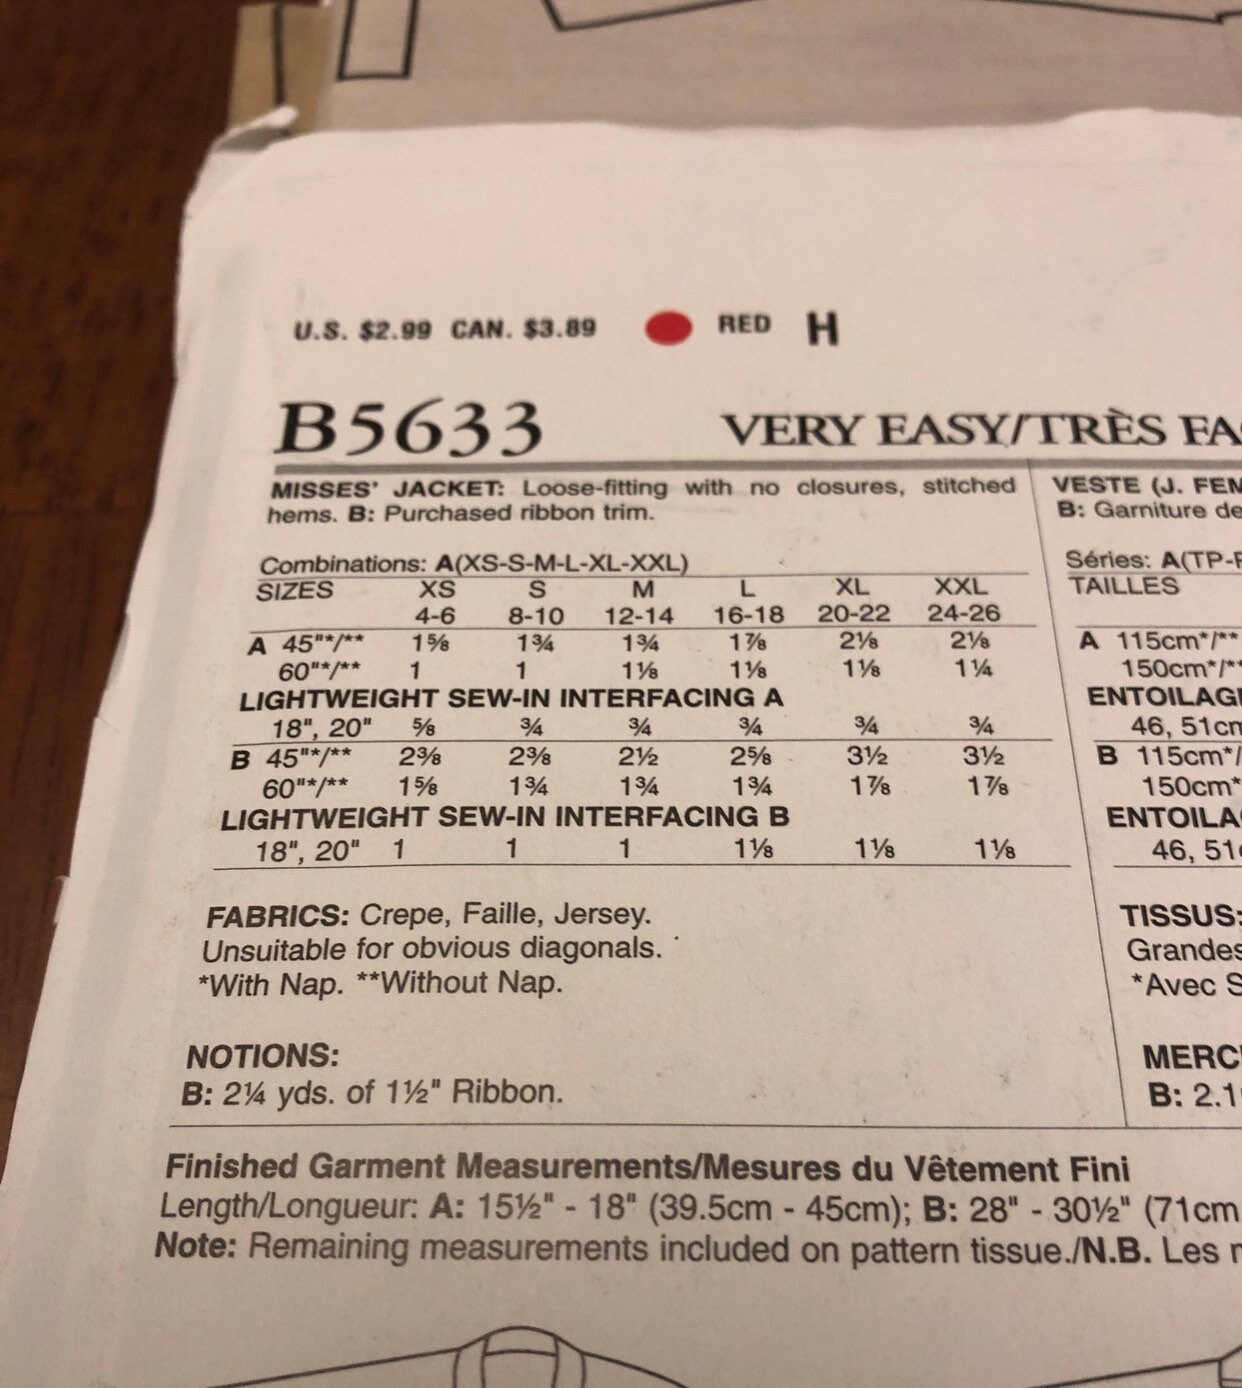 U.S. $2.99 CAN. $3.89 RED H
B5633 VERY EASY/TRÈS
MISSES' JACKET: Loose-fitting with no closures, stitched
hems. B: Purchased ribbon trim.
Combinations: A(XS-S-M-L-XL-XXL)
SIZES XS S M L XL XXL
4-6 8-10 12-14 16-18 20-22 24-26
A 45"*/** 1⅝ 1¾ 1¾ 1⅞ 2⅛ 2⅛
60"*/** 1 1 1⅛ 1⅛ 1⅛ 1¼
LIGHTWEIGHT SEW-IN INTERFACING A
18", 20" ⅝ ¾ ¾ ¾ ¾ ¾
B 45"*/** 2⅜ 2⅜ 2½ 2⅝ 3½ 3½
60"*/** 1⅝ 1¾ 1¾ 1¾ 1⅞ 1⅞
LIGHTWEIGHT SEW-IN INTERFACING B
18", 20" 1 1 1 1⅛ 1⅛ 1⅛
FABRICS: Crepe, Faille, Jersey.
Unsuitable for obvious diagonals.
*With Nap. **Without Nap.
NOTIONS:
B: 2¼ yds. of 1½" Ribbon.
VESTE (J. FEM
B: Garniture de
Séries: A(TP-
TAILLES
A 115cm*/**
150cm*/**
ENTOILAGE
46, 51cm
B 115cm*/
150cm*
ENTOILA
46, 51
TISSUS:
Grandes
*Avec S
MERC
B: 2.1
Finished Garment Measurements/Mesures du Vêtement Fini
Length/Longueur: A: 15½" - 18" (39.5cm - 45cm); B: 28" - 30½" (71cm
Note: Remaining measurements included on pattern tissue./N.B. Les